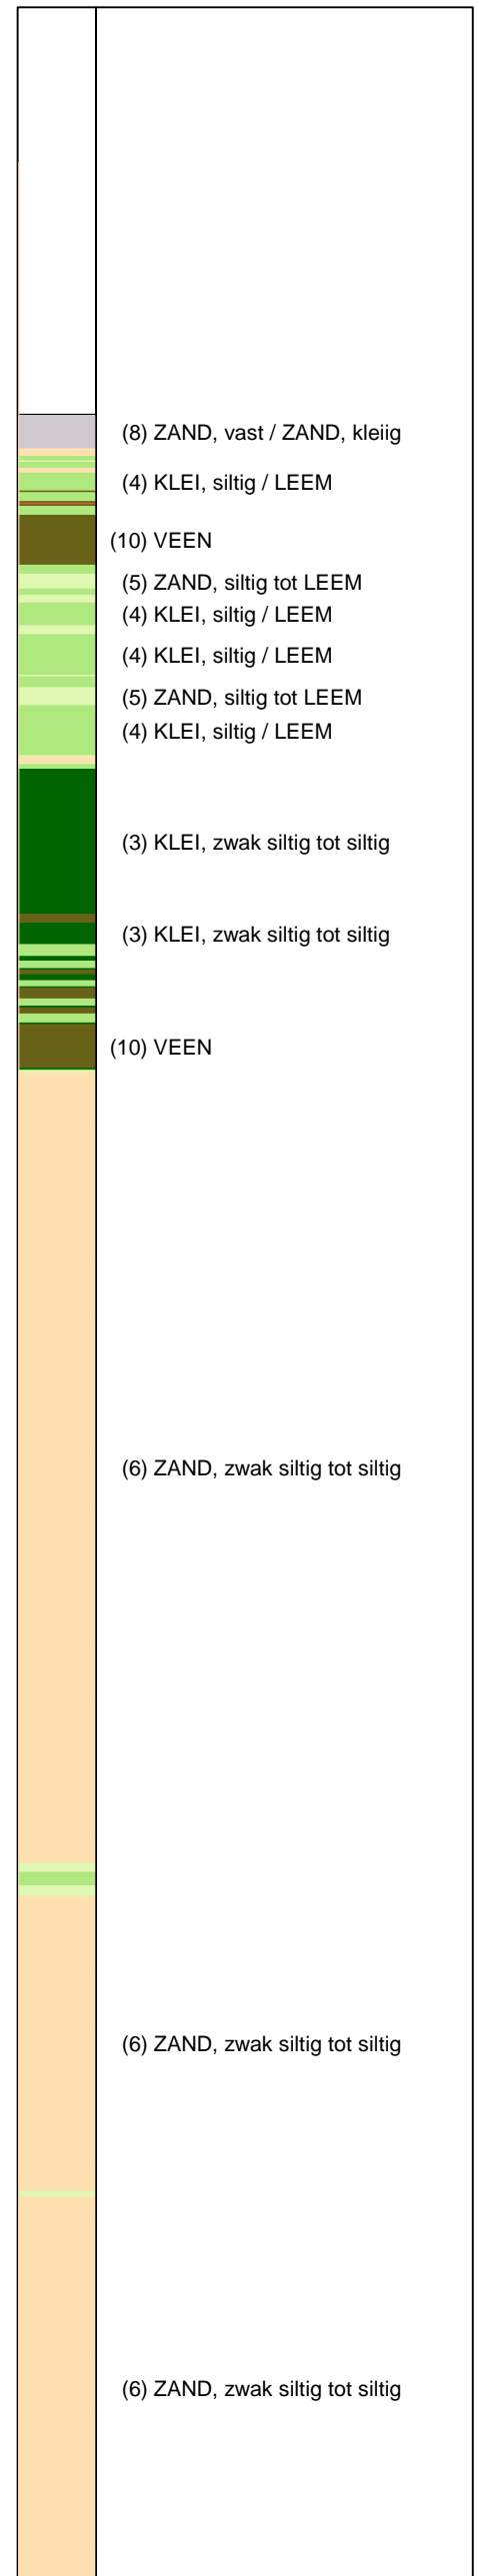 (8) ZAND, vast / ZAND, kleiig
(4) KLEI, siltig / LEEM
(10) VEEN
(5) ZAND, siltig tot LEEM
(4) KLEI, siltig / LEEM
(4) KLEI, siltig / LEEM
(5) ZAND, siltig tot LEEM
(4) KLEI, siltig / LEEM
(3) KLEI, zwak siltig tot siltig
(3) KLEI, zwak siltig tot siltig
(10) VEEN
(6) ZAND, zwak siltig tot siltig
(6) ZAND, zwak siltig tot siltig
(6) ZAND, zwak siltig tot siltig